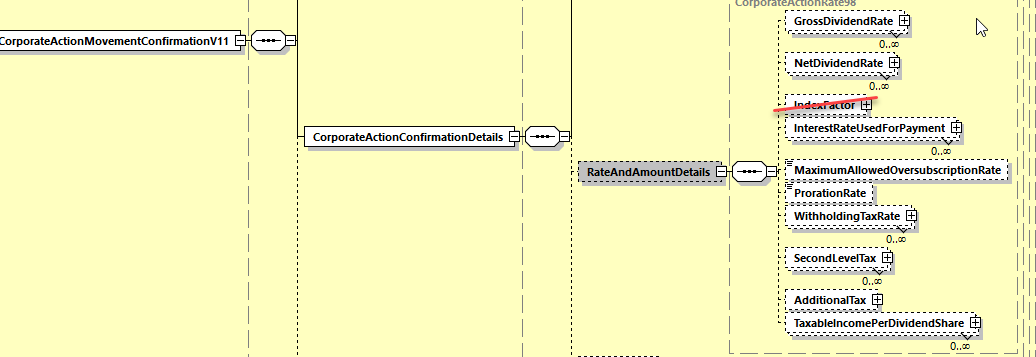 CorporateActionRate98
GrossDividendRate
0..∞
NetDividendRate
0..∞
CorporateActionMovementConfirmationV11
IndexFactor
InterestRateUsedForPayment
0..∞
CorporateActionConfirmationDetails
RateAndAmountDetails
MaximumAllowedOversubscriptionRate
ProrationRate
WithholdingTaxRate
0..∞
SecondLevelTax
0..∞
AdditionalTax
TaxableIncomePerDividendShare
0..∞